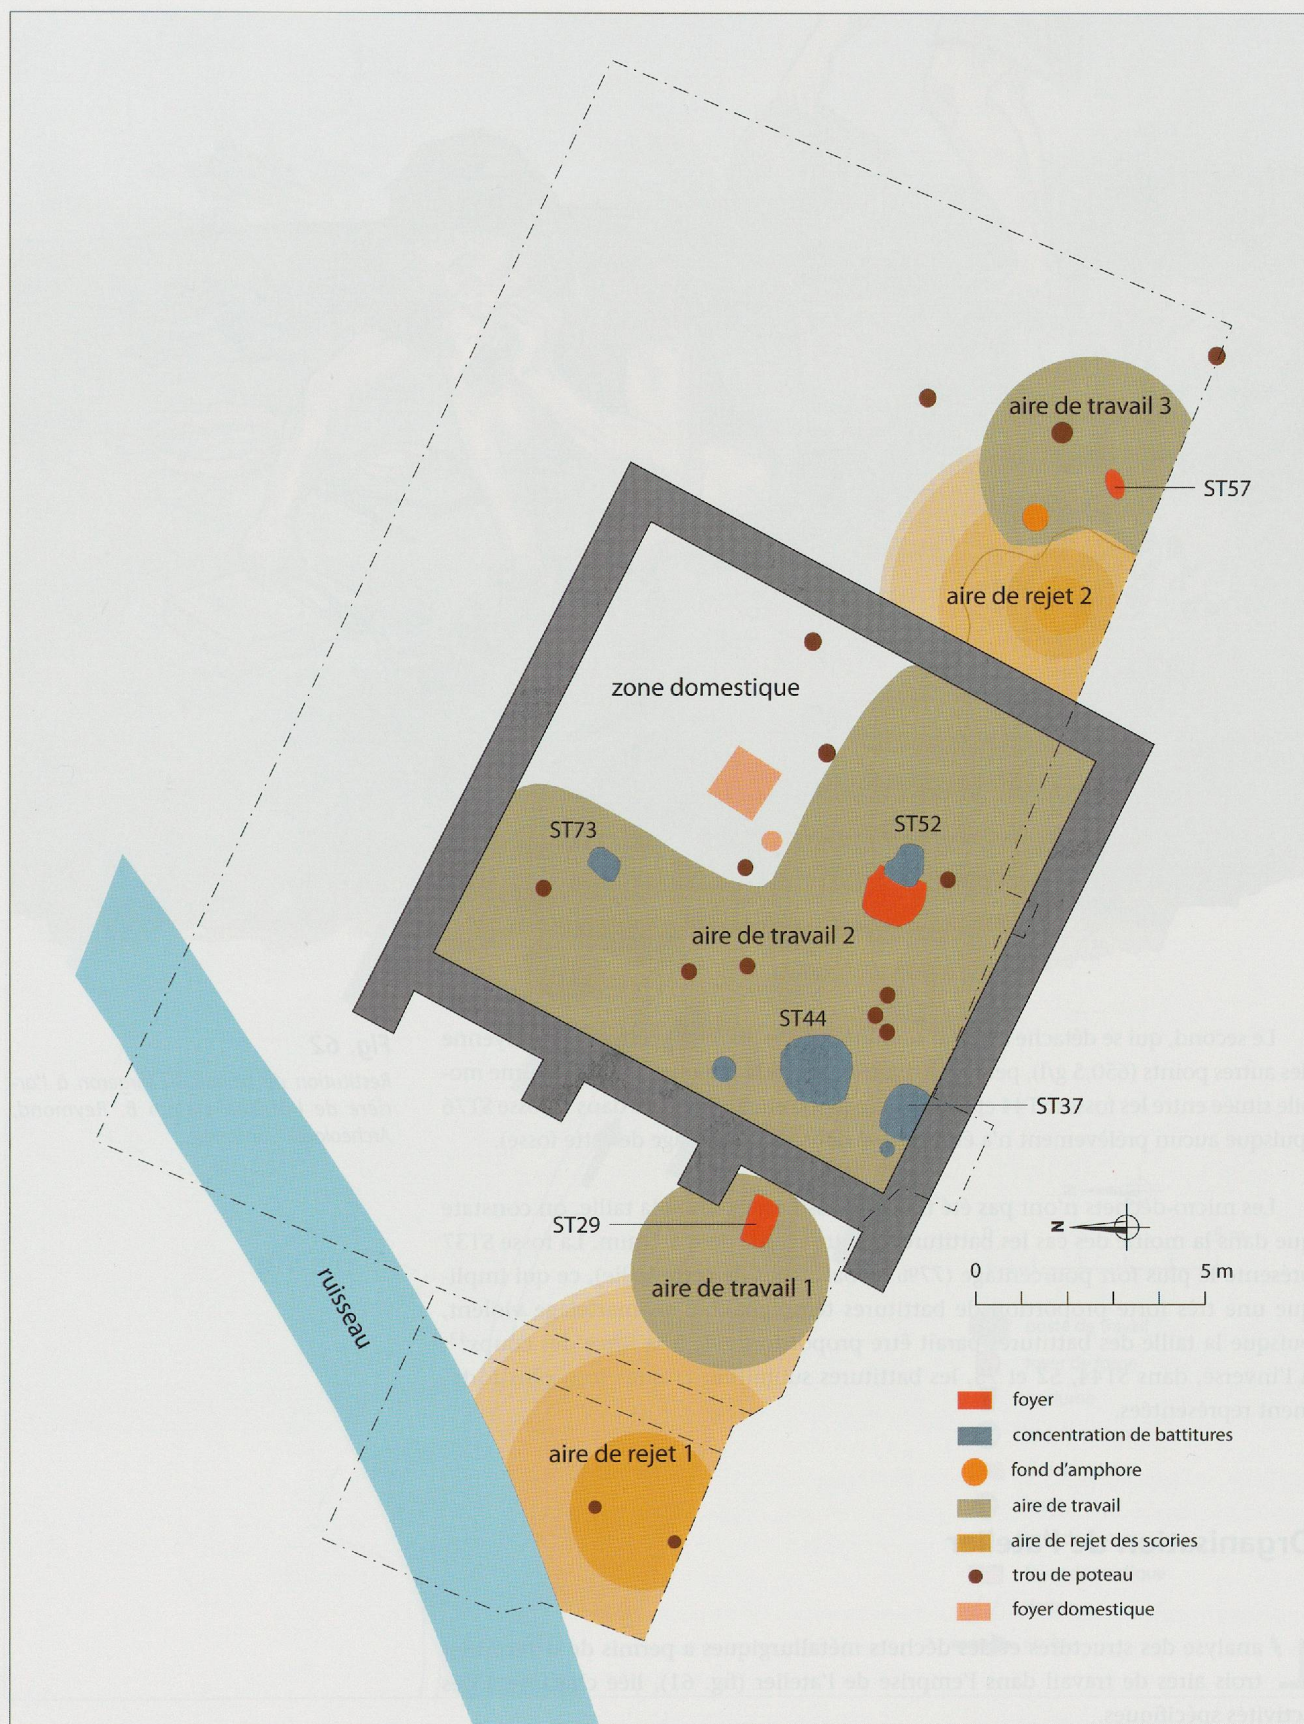 aire de travail 3
ST57
aire de rejet 2
zone domestique
ST73
ST52
aire de travail 2
ST44
ST37
ST29
N
0 5 m
aire de travail 1
ruisseau
aire de rejet 1
foyer
concentration de battitures
fond d'amphore
aire de travail
aire de rejet des scories
trou de poteau
foyer domestique